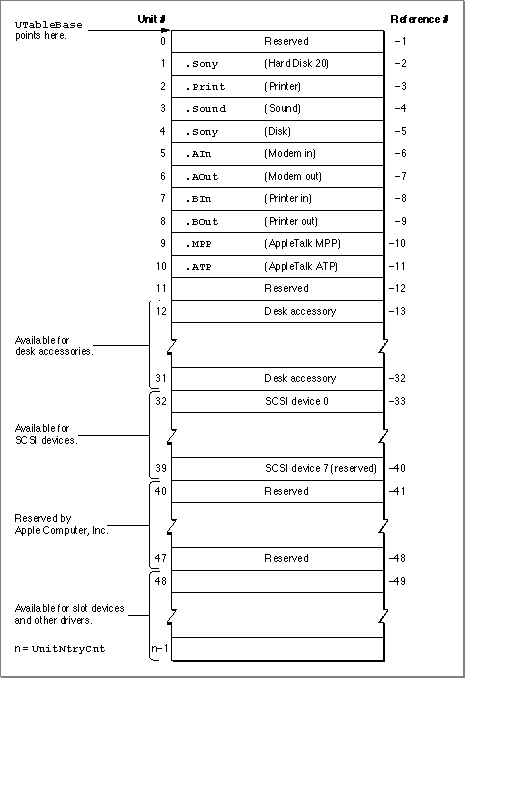 Unit # Reference #
UTableBase
points here.
0 Reserved –1
1 .Sony (Hard Disk 20) –2
2 .Print (Printer) –3
3 .Sound (Sound) –4
4 .Sony (Disk) –5
5 .AIn (Modem in) –6
6 .AOut (Modem out) –7
7 .BIn (Printer in) –8
8 .BOut (Printer out) –9
9 .MPP (AppleTalk MPP) –10
10 .ATP (AppleTalk ATP) –11
11 Reserved –12
12 Desk accessory –13
Available for
desk accessories.
31 Desk accessory –32
32 SCSI device 0 –33
Available for
SCSI devices.
39 SCSI device 7 (reserved) –40
40 Reserved –41
Reserved by
Apple Computer, Inc.
47 Reserved –48
48 –49
Available for slot devices
and other drivers.
n = UnitNtryCnt n–1